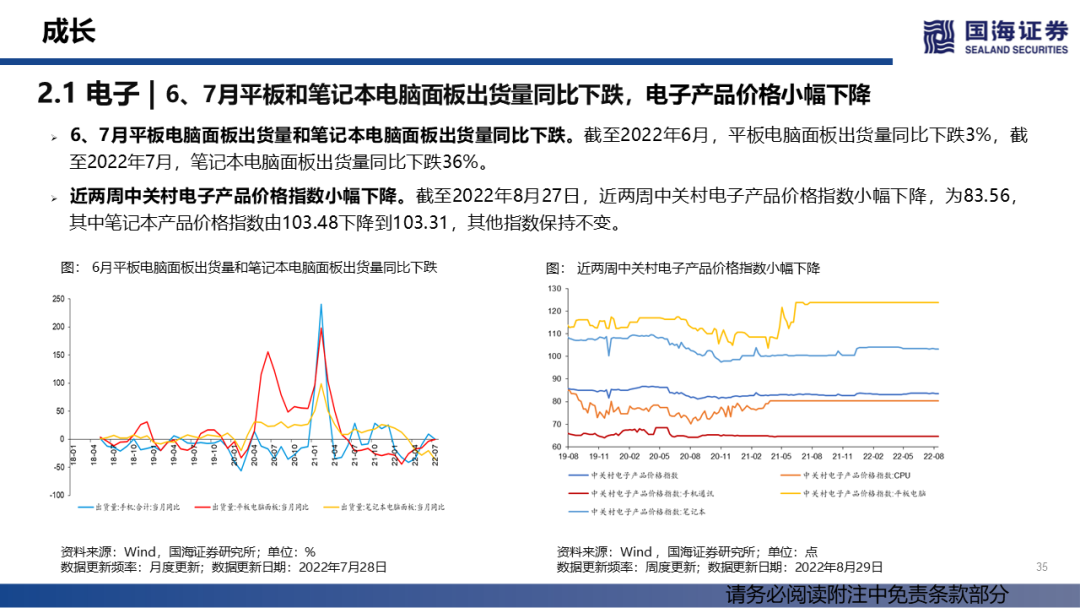 成长
国海证券
SEALAND SECURITIES
2.1 电子 | 6、7月平板和笔记本电脑面板出货量同比下跌，电子产品价格小幅下降
➢ 6、7月平板电脑面板出货量和笔记本电脑面板出货量同比下跌。截至2022年6月，平板电脑面板出货量同比下跌3%，截
至2022年7月，笔记本电脑面板出货量同比下跌36%。
➢ 近两周中关村电子产品价格指数小幅下降。截至2022年8月27日，近两周中关村电子产品价格指数小幅下降，为83.56，
其中笔记本产品价格指数由103.48下降到103.31，其他指数保持不变。
图： 6月平板电脑面板出货量和笔记本电脑面板出货量同比下跌
250
200
150
100
50
0
-50
-100
18-01 18-04 18-07 18-10 19-01 19-04 19-07 19-10 20-01 20-04 20-07 20-10 21-01 21-04 21-07 21-10 22-01 22-04 22-07
出货量:手机:合计:当月同比 出货量:平板电脑面板:当月同比 出货量:笔记本电脑面板:当月同比
资料来源：Wind，国海证券研究所；单位：%
数据更新频率：月度更新；数据更新日期：2022年7月28日
图： 近两周中关村电子产品价格指数小幅下降
130
120
110
100
90
80
70
60
19-08 19-11 20-02 20-05 20-08 20-11 21-02 21-05 21-08 21-11 22-02 22-05 22-08
中关村电子产品价格指数 中关村电子产品价格指数:CPU
中关村电子产品价格指数:手机通讯 中关村电子产品价格指数:平板电脑
中关村电子产品价格指数:笔记本
资料来源：Wind ，国海证券研究所；单位：点
数据更新频率：周度更新；数据更新日期：2022年8月29日
35
请务必阅读附注中免责条款部分